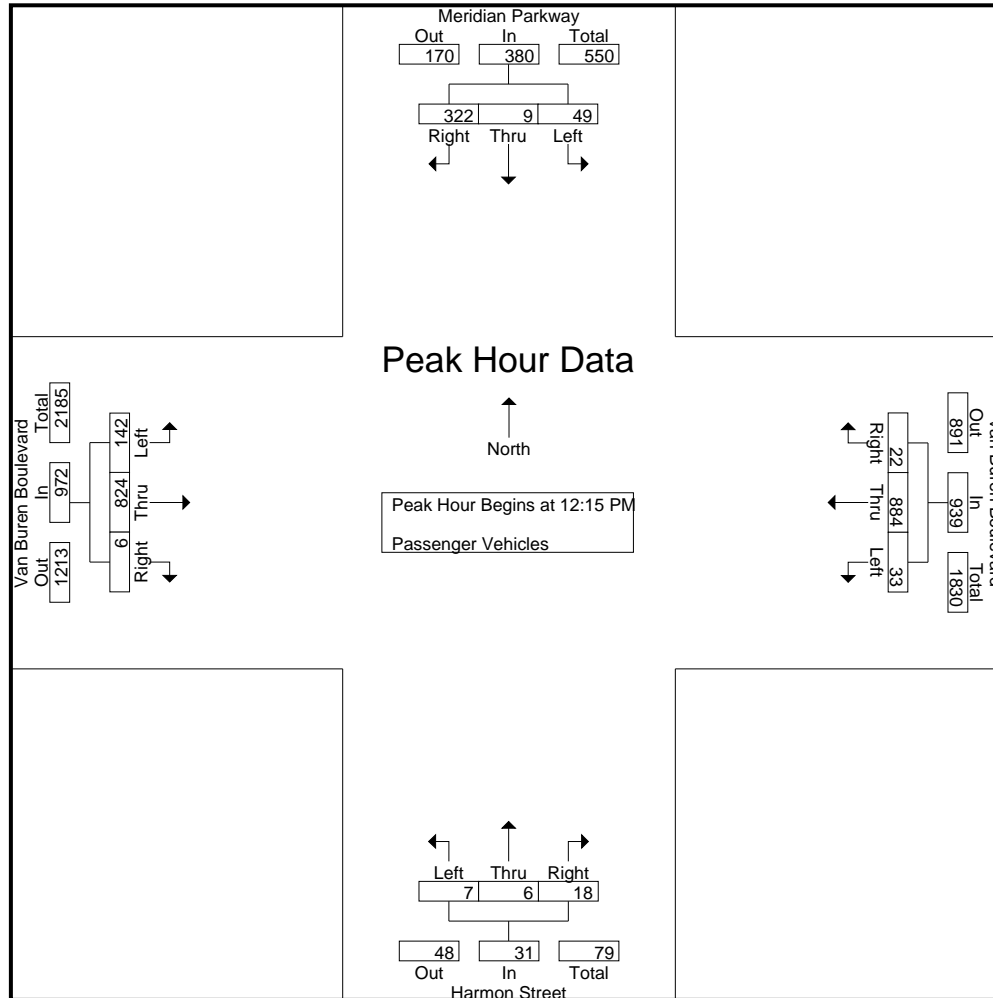 Meridian Parkway
Out In Total
170 380 550
322 9 49
Right Thru Left
Peak Hour Data
North
Peak Hour Begins at 12:15 PM
Passenger Vehicles
Van Buren Boulevard
Total In Out
2185 972 1213
142 824 6
Left Thru Right
Right Thru Left
22 884 33
Out In Total
891 939 1830
Van Buren Boulevard
Left Thru Right
7 6 18
48 31 79
Out In Total
Harmon Street